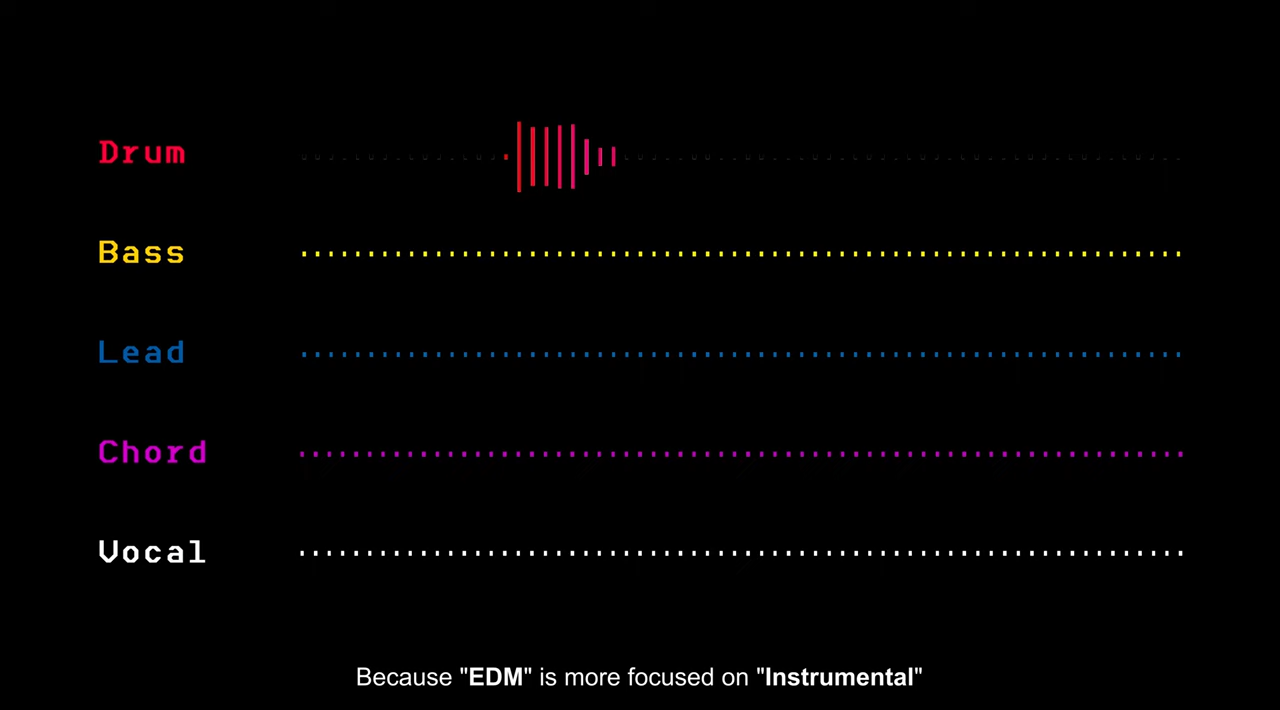 Drum
Bass
Lead
Chord
Vocal
Because "EDM" is more focused on "Instrumental"